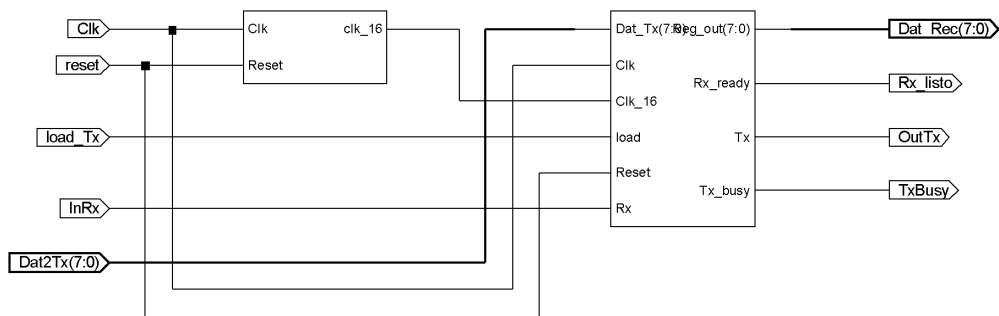 Clk
reset
load_Tx
InRx
Dat2Tx(7:0)
Clk
clk_16
Reset
Dat_Tx(7:0)
Reg_out(7:0)
Clk
Rx_ready
Clk_16
load
Tx
Reset
Tx_busy
Rx
Dat_Rec(7:0)
Rx_listo
OutTx
TxBusy